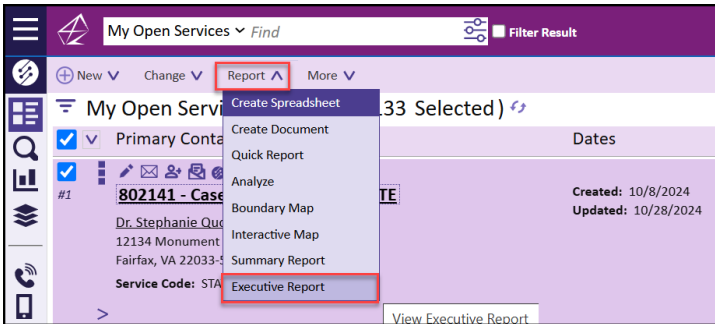 My Open Services Find Filter Result
New Change Report More
My Open Servi 133 Selected)
Create Spreadsheet
Primary Conta Dates
Create Document
Quick Report
Analyze
#1 802141 - Case TE Created: 10/8/2024
Boundary Map
Updated: 10/28/2024
Dr. Stephanie Quo
12134 Monument Interactive Map
Fairfax, VA 22033- Summary Report
Service Code: STA Executive Report
View Executive Report